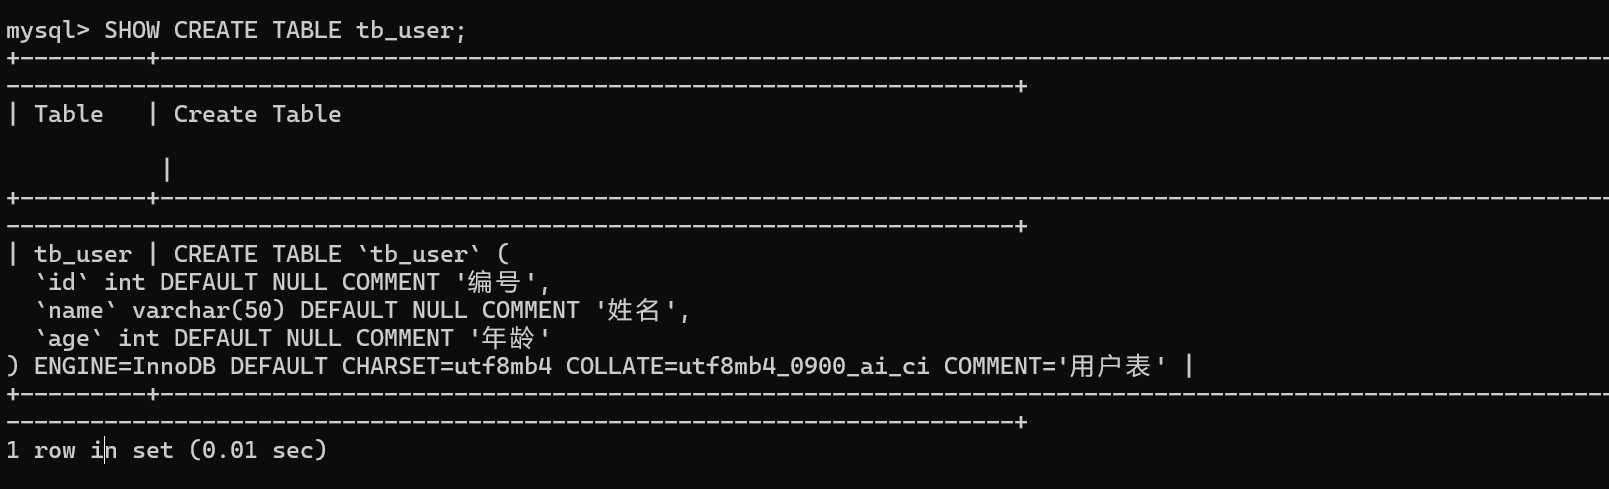 mysql> SHOW CREATE TABLE tb_user;
+---------+-------------------------------------------------------------------------------------------------------
-------------------------------------------------------------------------+
| Table   | Create Table
          |
+---------+-------------------------------------------------------------------------------------------------------
-------------------------------------------------------------------------+
| tb_user | CREATE TABLE `tb_user` (
  `id` int DEFAULT NULL COMMENT '编号',
  `name` varchar(50) DEFAULT NULL COMMENT '姓名',
  `age` int DEFAULT NULL COMMENT '年龄'
) ENGINE=InnoDB DEFAULT CHARSET=utf8mb4 COLLATE=utf8mb4_0900_ai_ci COMMENT='用户表' |
+---------+-------------------------------------------------------------------------------------------------------
-------------------------------------------------------------------------+
1 row in set (0.01 sec)